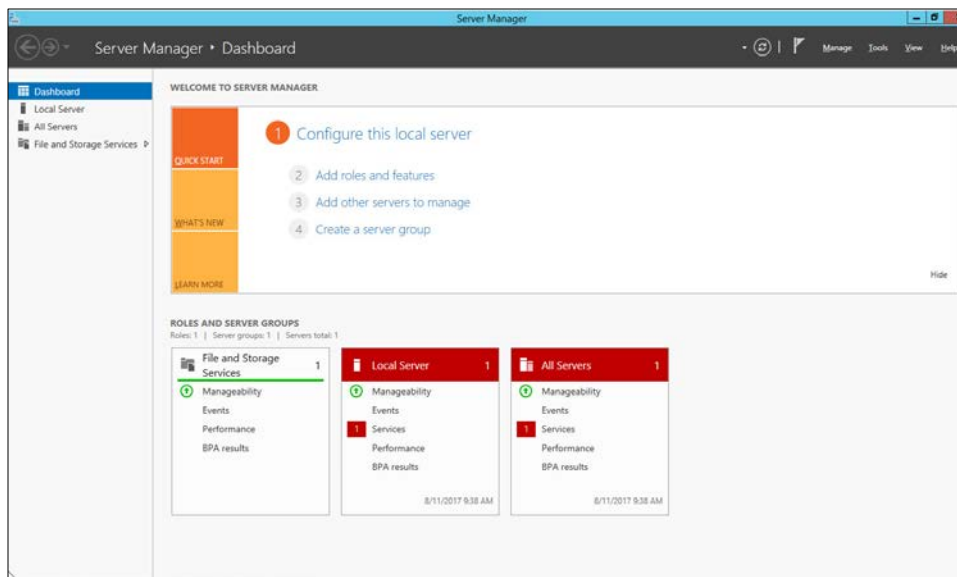 Server Manager
Server Manager • Dashboard
Manage Tools View Help
Dashboard
Local Server
All Servers
File and Storage Services
WELCOME TO SERVER MANAGER
QUICK START
WHAT'S NEW
LEARN MORE
1 Configure this local server
2 Add roles and features
3 Add other servers to manage
4 Create a server group
Hide
ROLES AND SERVER GROUPS
Roles: 1 | Server groups: 1 | Servers total: 1
File and Storage
Services 1
Manageability
Events
Performance
BPA results
Local Server 1
Manageability
Events
1 Services
Performance
BPA results
8/11/2017 9:38 AM
All Servers 1
Manageability
Events
1 Services
Performance
BPA results
8/11/2017 9:38 AM